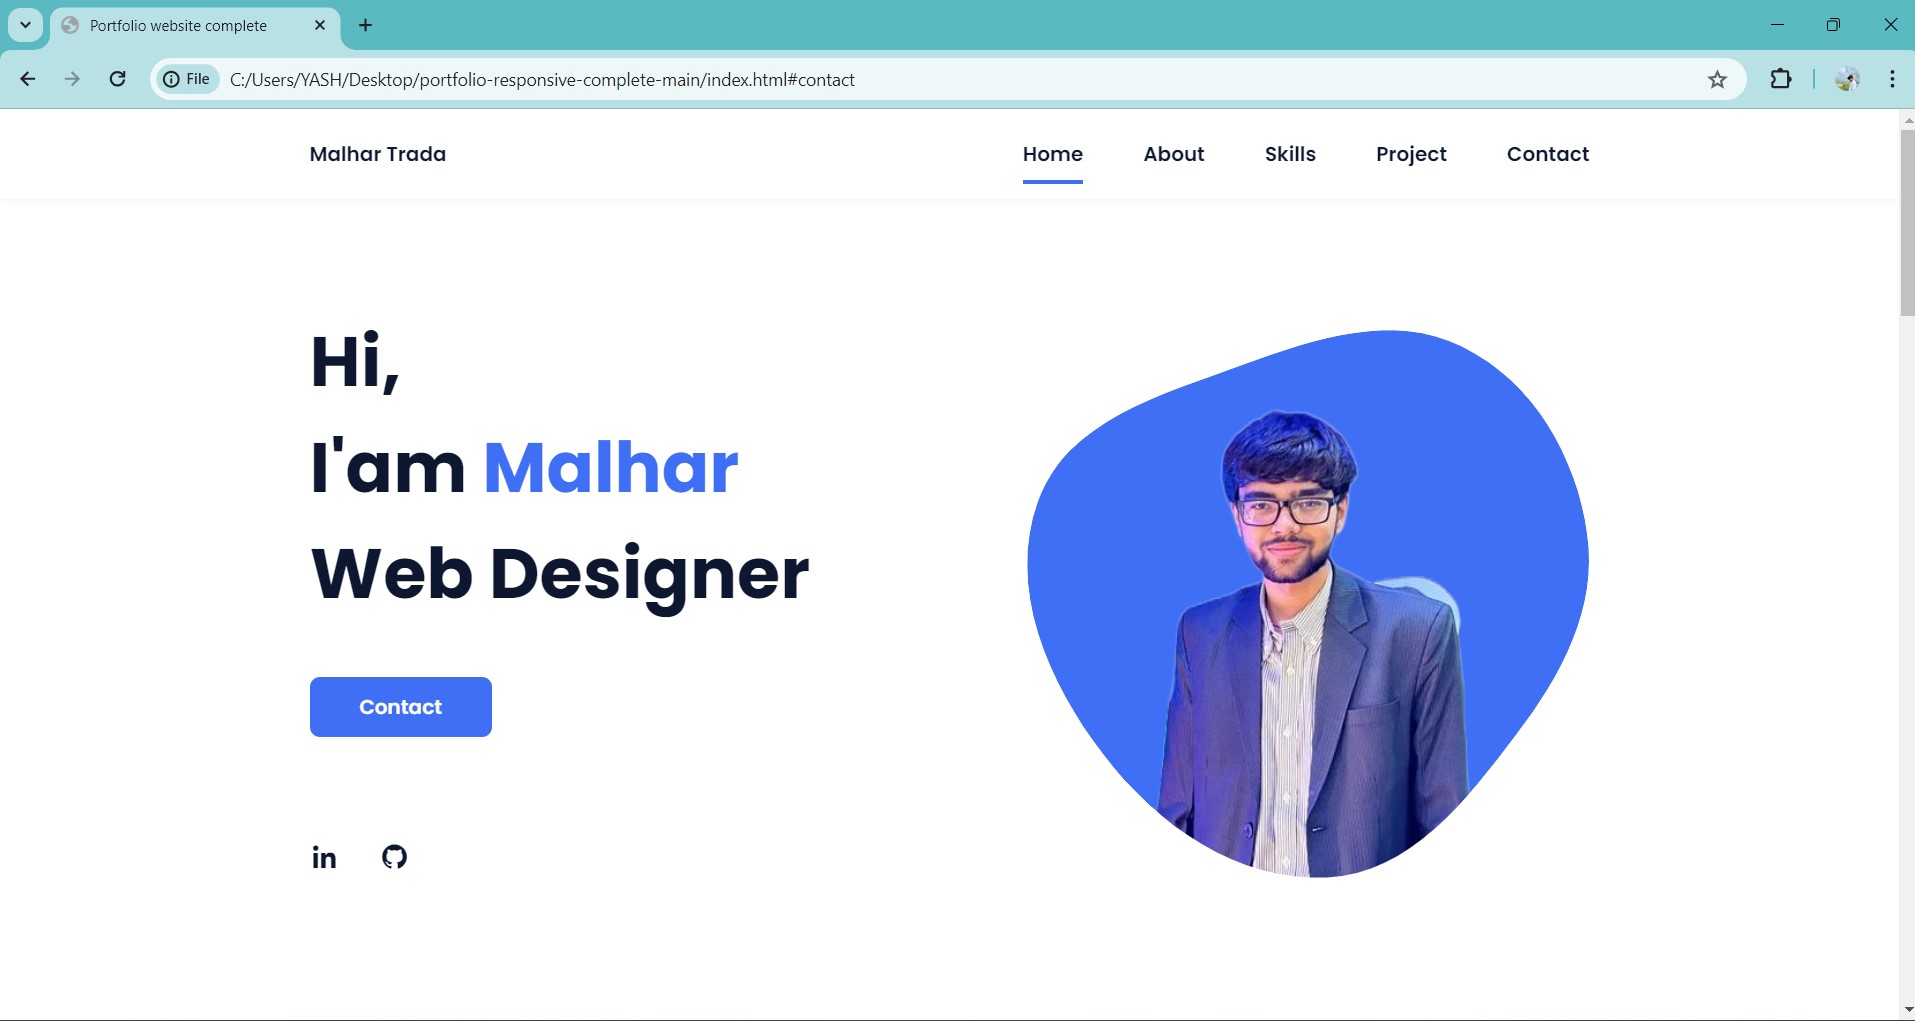 Portfolio website complete
File C:/Users/YASH/Desktop/portfolio-responsive-complete-main/index.html#contact
Malhar Trada Home About Skills Project Contact
Hi,
I'am Malhar
Web Designer
Contact
in